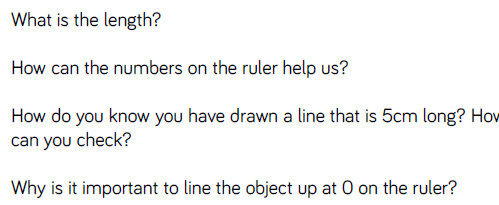 What is the length?
How can the numbers on the ruler help us?
How do you know you have drawn a line that is 5cm long? How
can you check?
Why is it important to line the object up at 0 on the ruler?